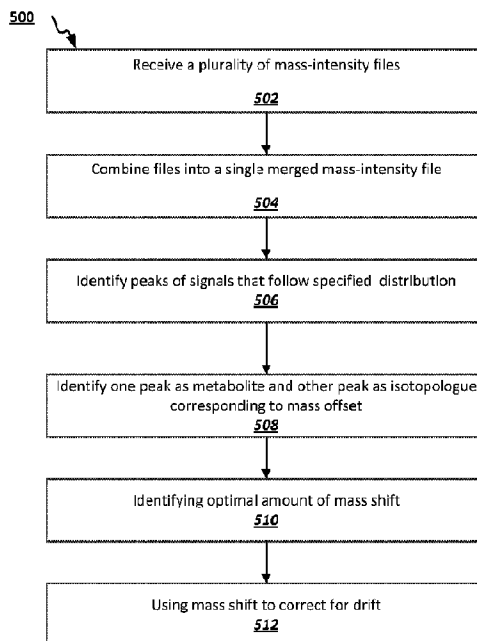 500
Receive a plurality of mass-intensity files
502
Combine files into a single merged mass-intensity file
504
Identify peaks of signals that follow specified distribution
506
Identify one peak as metabolite and other peak as isotopologue
corresponding to mass offset
508
Identifying optimal amount of mass shift
510
Using mass shift to correct for drift
512